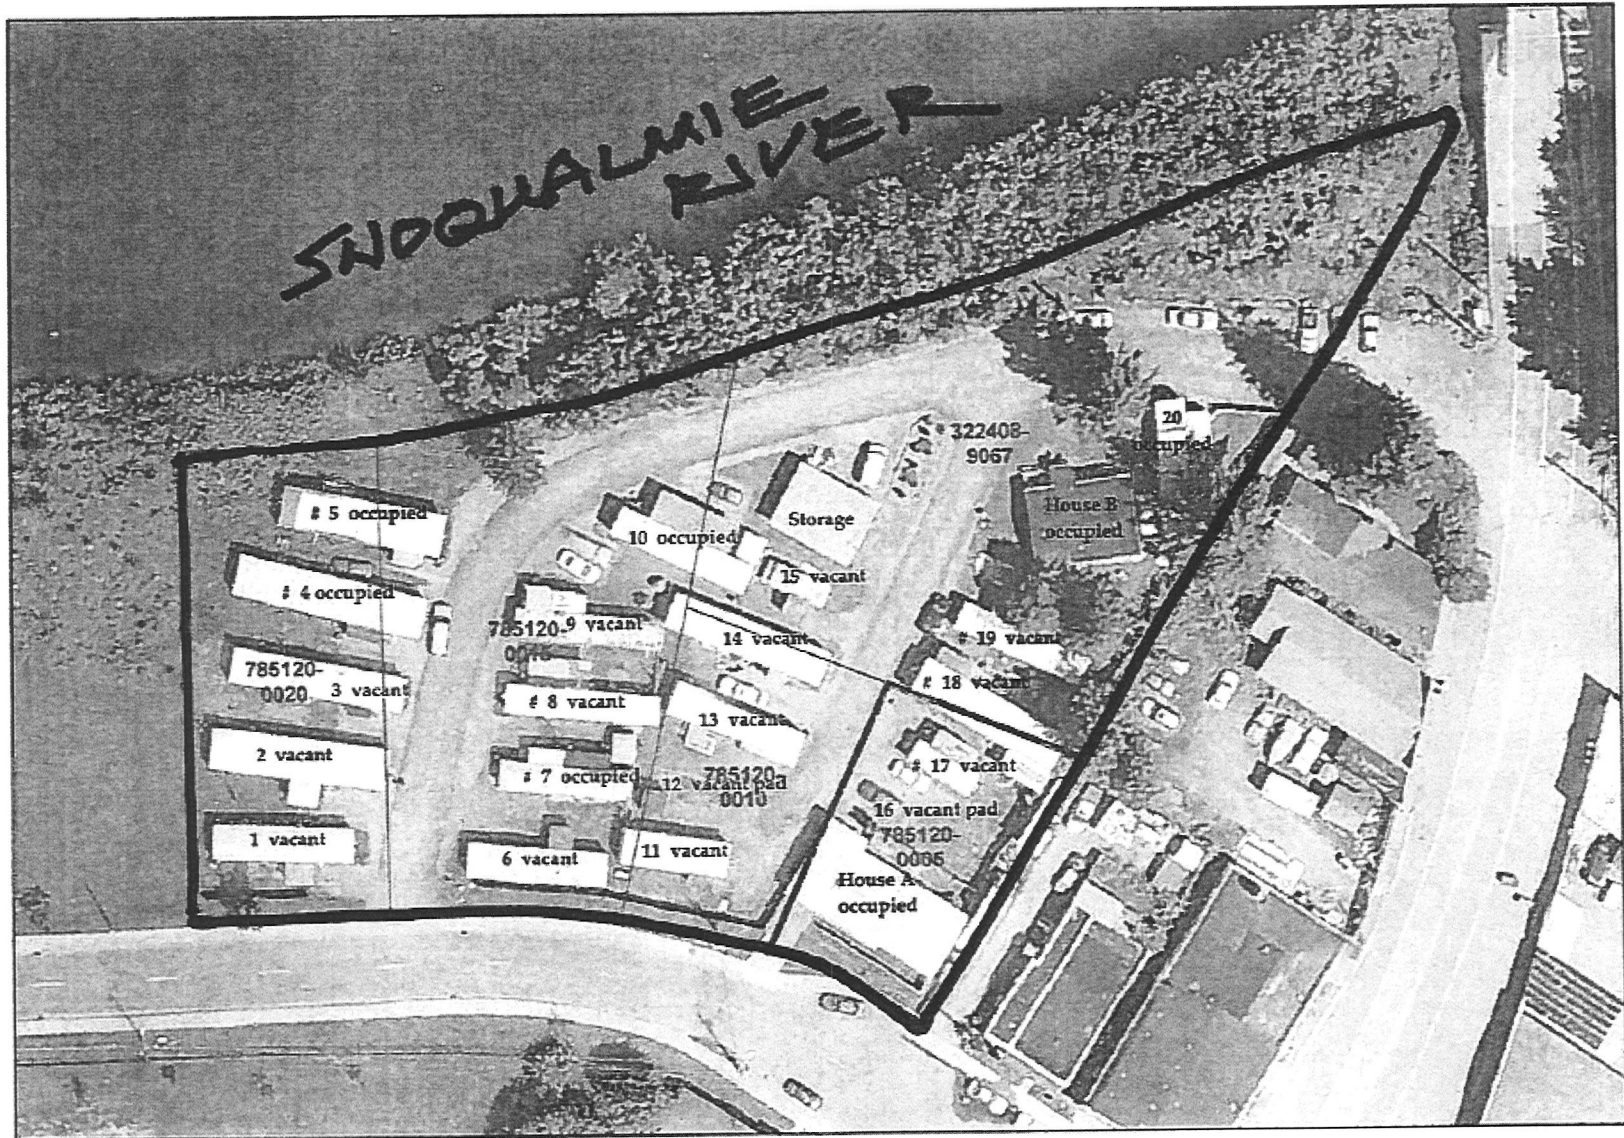 SNOQUALMIE
RIVER
322408-
9067
20
occupied
# 5 occupied
House B
occupied
Storage
10 occupied
15 vacant
# 4 occupied
9 vacant
785120-
14 vacant
# 19 vacant
785120-
0020
3 vacant
# 18 vacant
# 8 vacant
13 vacant
2 vacant
# 7 occupied
12 vacant pad
785120-
0010
# 17 vacant
16 vacant pad
785120-
0005
1 vacant
6 vacant
11 vacant
House A
occupied